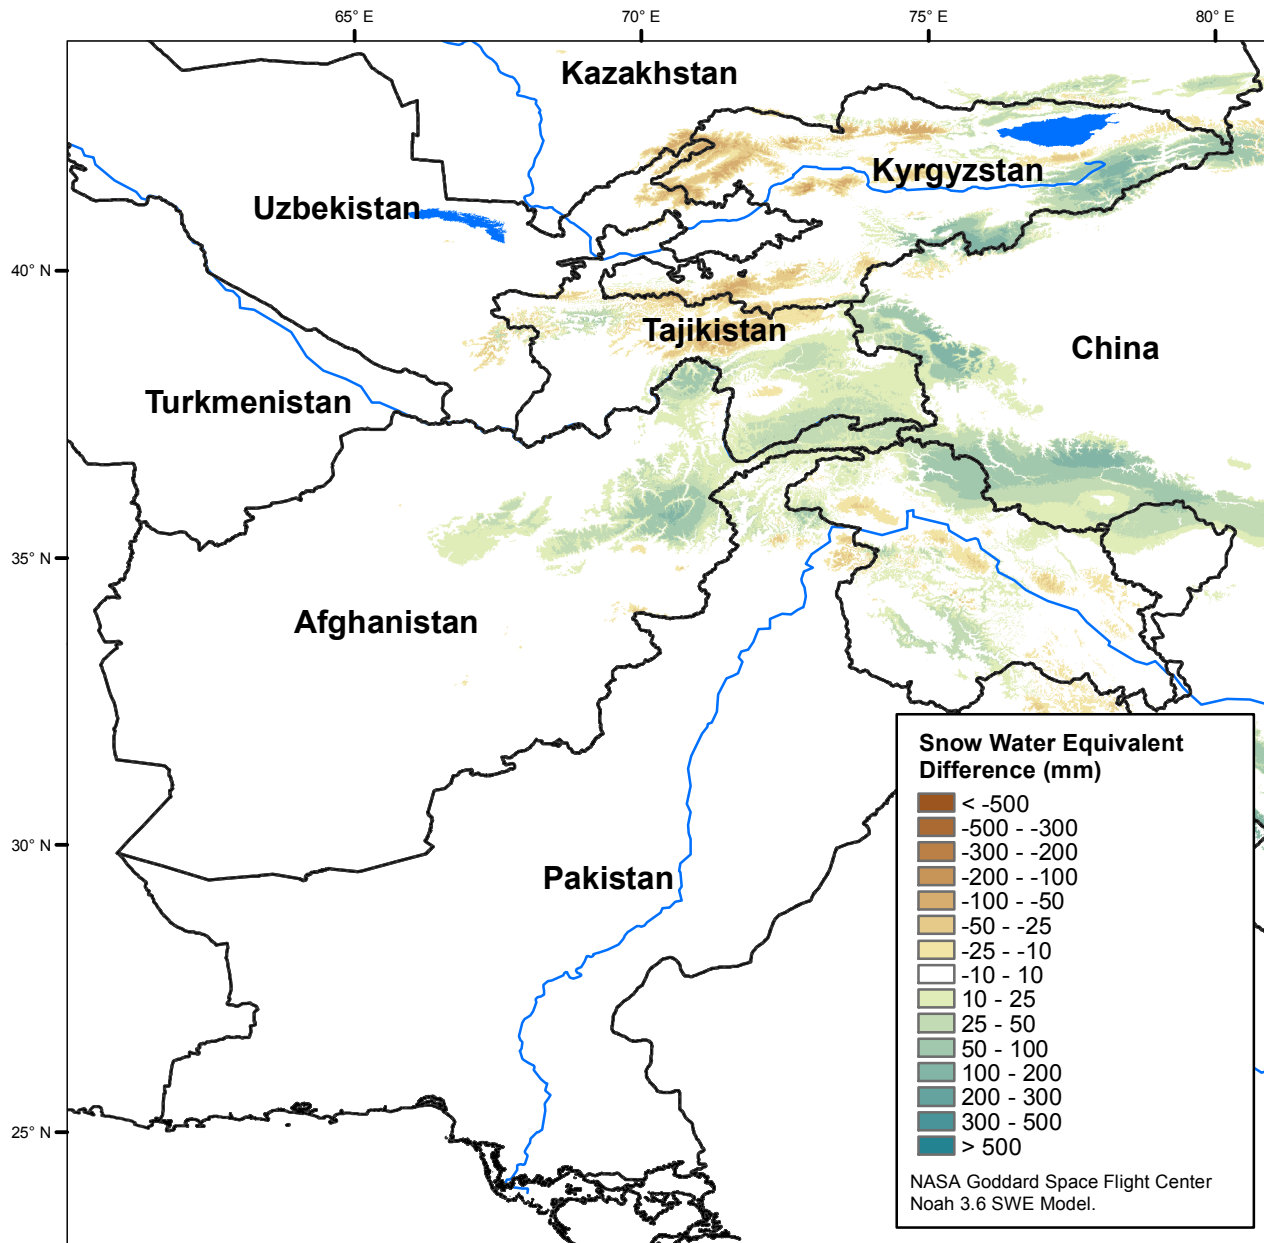 65° E
70° E
75° E
80° E
Kazakhstan
Kyrgyzstan
Uzbekistan
40° N
Tajikistan
China
Turkmenistan
35° N
Afghanistan
Snow Water Equivalent
Difference (mm)
< -500
-500 - -300
30° N
-300 - -200
Pakistan
-200 - -100
-100 - -50
-50 - -25
-25 - -10
-10 - 10
10 - 25
25 - 50
50 - 100
100 - 200
200 - 300
300 - 500
25° N
> 500
NASA Goddard Space Flight Center
Noah 3.6 SWE Model.